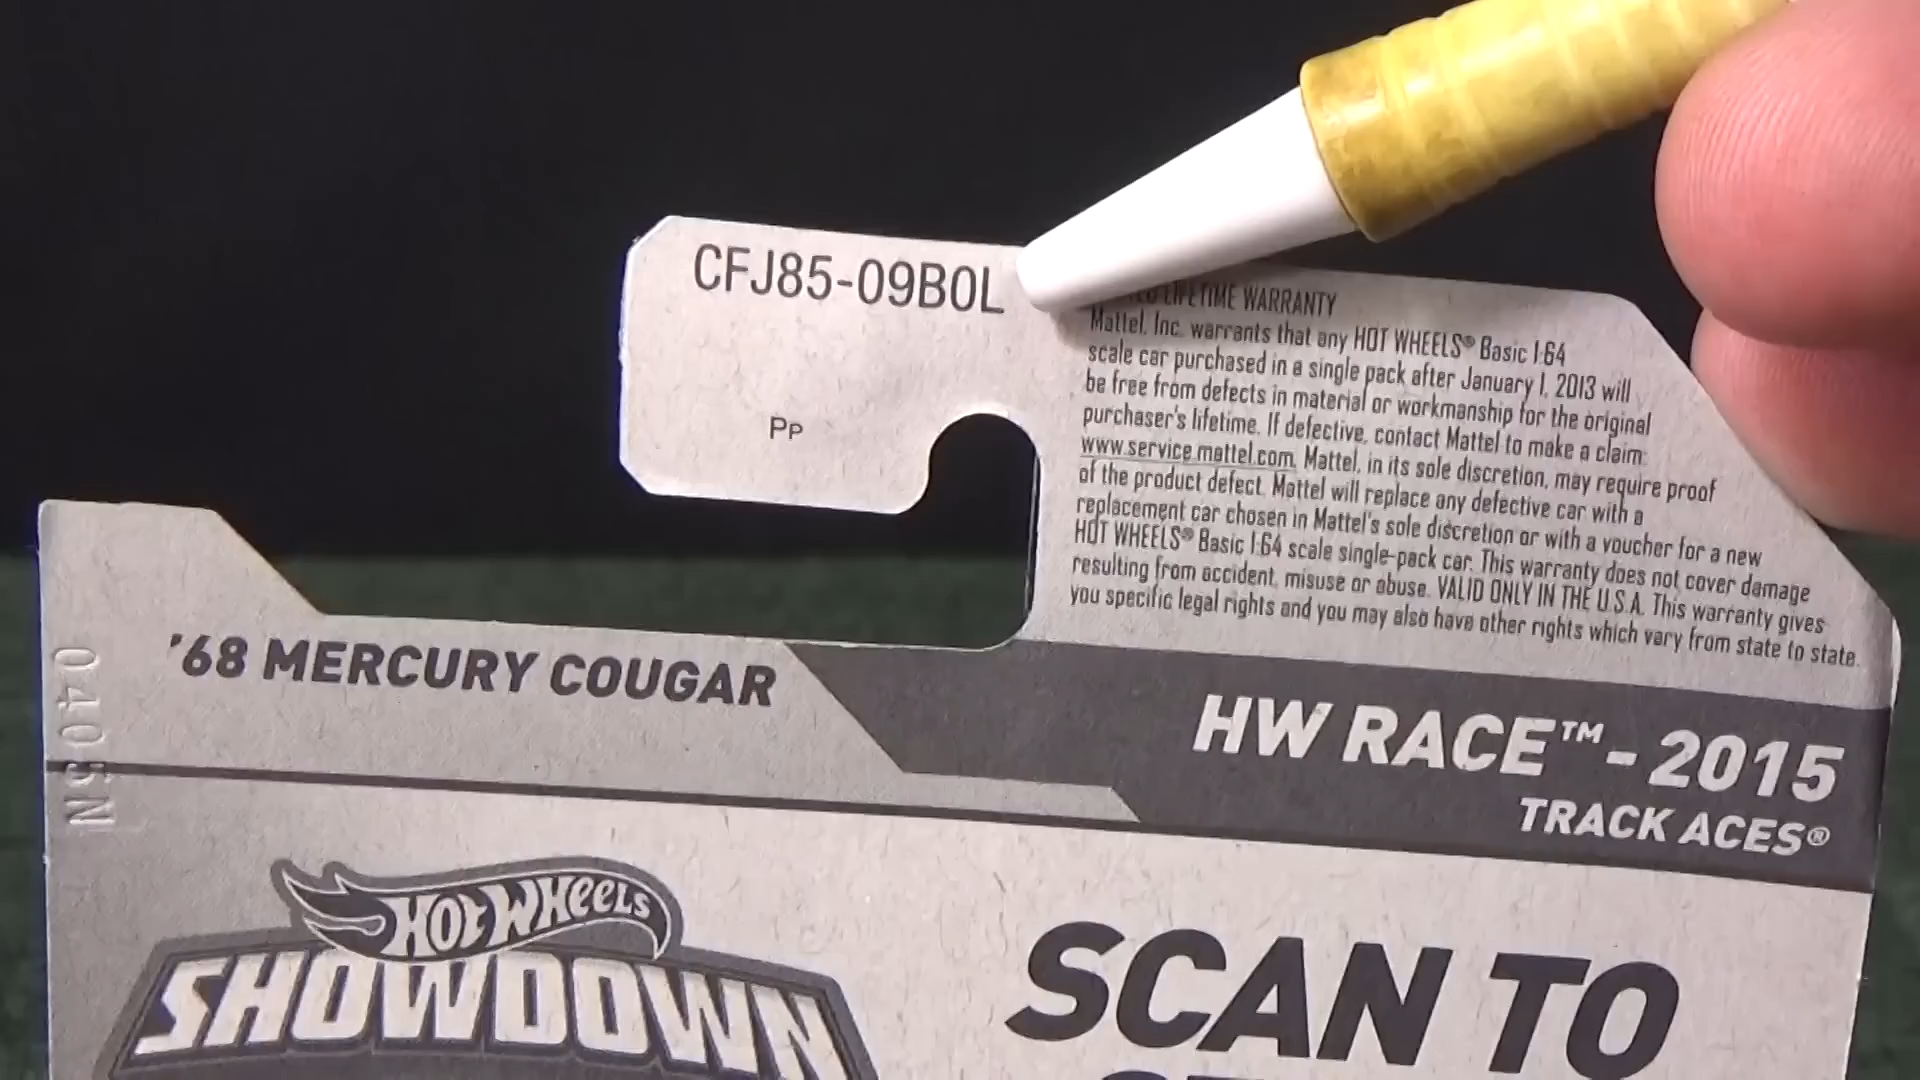 CFJ85-09B0L
LIFETIME WARRANTY
Mattel, Inc. warrants that any HOT WHEELS® Basic 1:64
scale car purchased in a single pack after January 1, 2013 will
be free from defects in material or workmanship for the original
purchaser's lifetime. If defective, contact Mattel to make a claim:
www.service.mattel.com. Mattel, in its sole discretion, may require proof
of the product defect. Mattel will replace any defective car with a
replacement car chosen in Mattel's sole discretion or with a voucher for a new
HOT WHEELS® Basic 1:64 scale single-pack car. This warranty does not cover damage
resulting from accident, misuse or abuse. VALID ONLY IN THE U.S.A. This warranty gives
you specific legal rights and you may also have other rights which vary from state to state.
PP
'68 MERCURY COUGAR
HW RACE™ - 2015
TRACK ACES®
0405N
HOT WHEELS
SHOWDOWN
SCAN TO